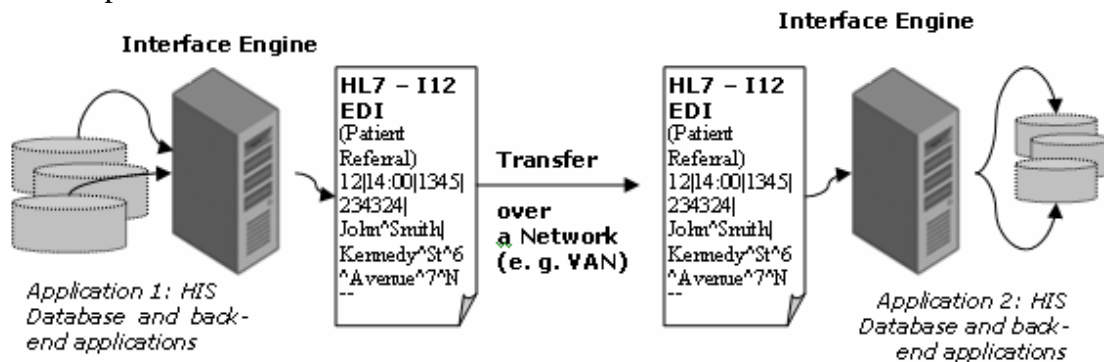 Interface Engine
HL7 – I12
EDI
(Patient
Referral)
12|14:00|1345|
234324|
John^Smith|
Kennedy^St^6
^Avenue^7^N
--
Application 1: HIS
Database and back-
end applications
Transfer
over
a Network
(e. g. VAN)
HL7 – I12
EDI
(Patient
Referral)
12|14:00|1345|
234324|
John^Smith|
Kennedy^St^6
^Avenue^7^N
--
Interface Engine
Application 2: HIS
Database and back-
end applications